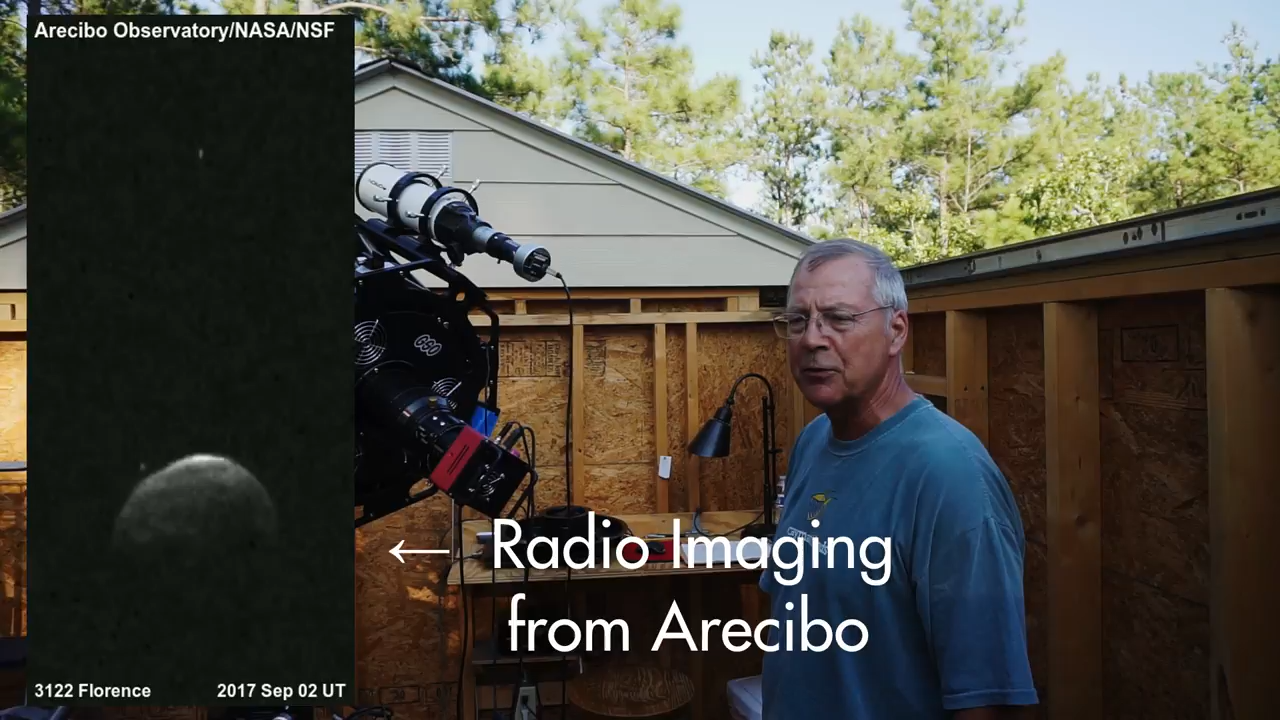 Arecibo Observatory/NASA/NSF
← Radio Imaging
from Arecibo
3122 Florence
2017 Sep 02 UT